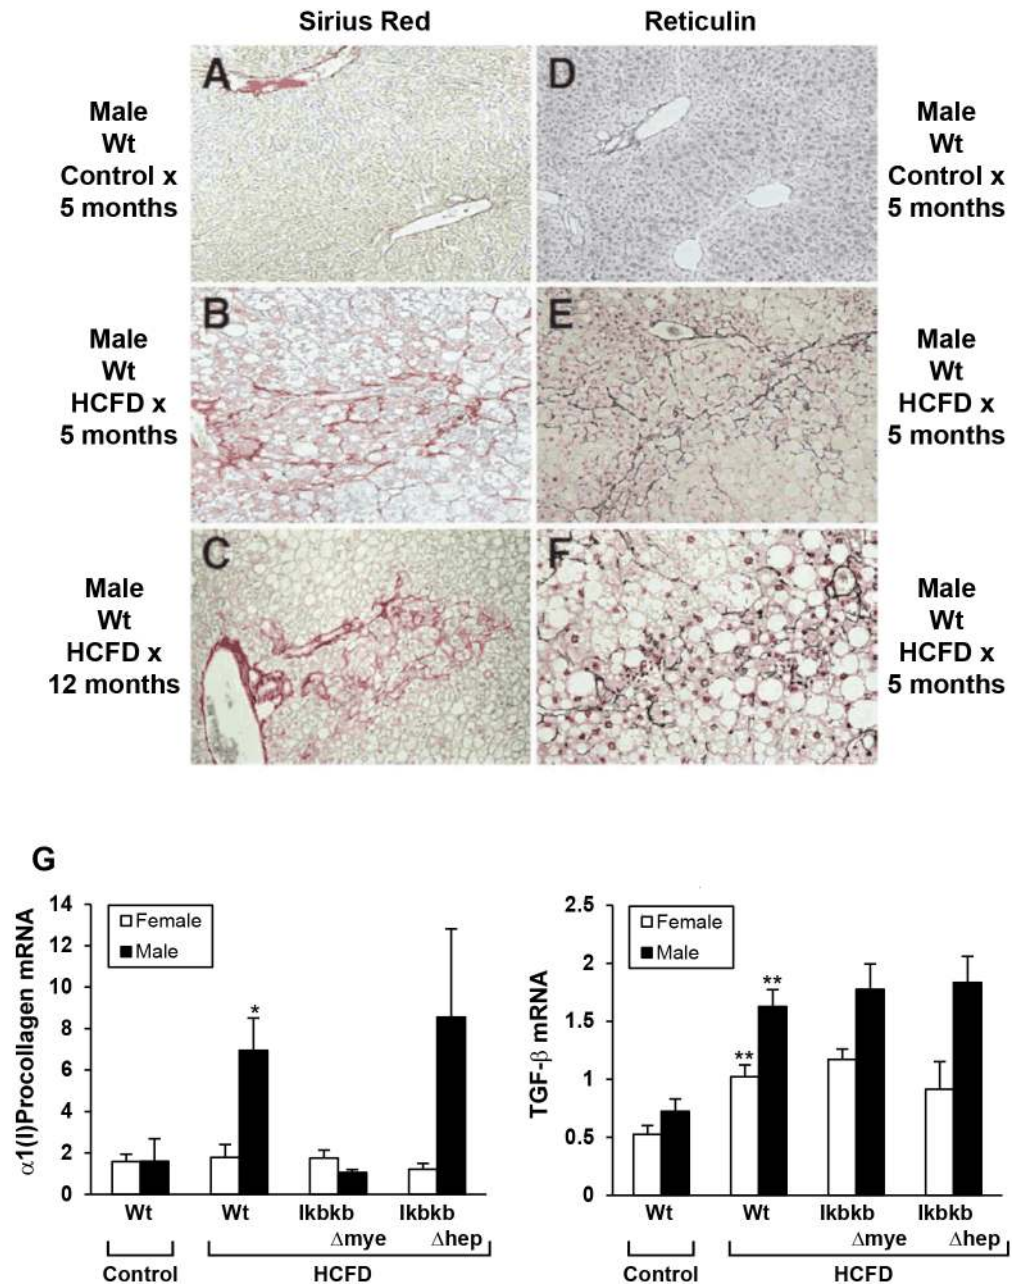 Sirius Red
Reticulin
Male
Wt
Control x
5 months
A
D
Male
Wt
Control x
5 months
Male
Wt
HCFD x
5 months
B
E
Male
Wt
HCFD x
5 months
Male
Wt
HCFD x
12 months
C
F
Male
Wt
HCFD x
5 months
G
α1(I)Procollagen mRNA
14
12
10
8
6
4
2
0
Female
Male
*
Wt
Wt
Ikbkb
Δmye
Ikbkb
Δhep
Control
HCFD
TGF-β mRNA
2.5
2
1.5
1
0.5
0
Female
Male
**
**
Wt
Wt
Ikbkb
Δmye
Ikbkb
Δhep
Control
HCFD